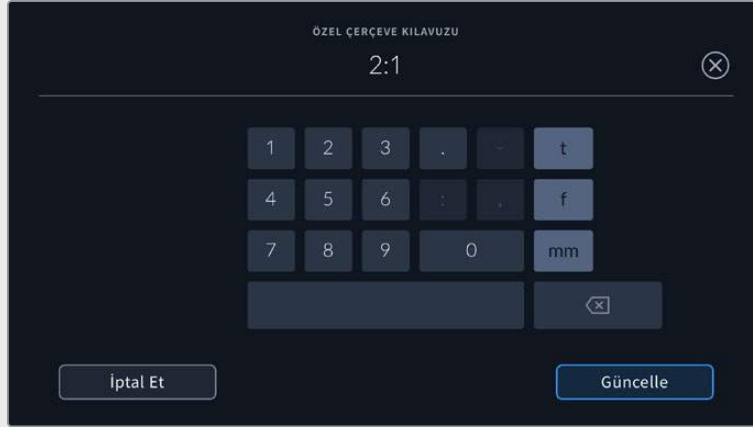 ÖZEL ÇERÇEVE KILAVUZU
2:1
1 2 3 . - t
4 5 6 : , f
7 8 9 0 mm
İptal Et Güncelle